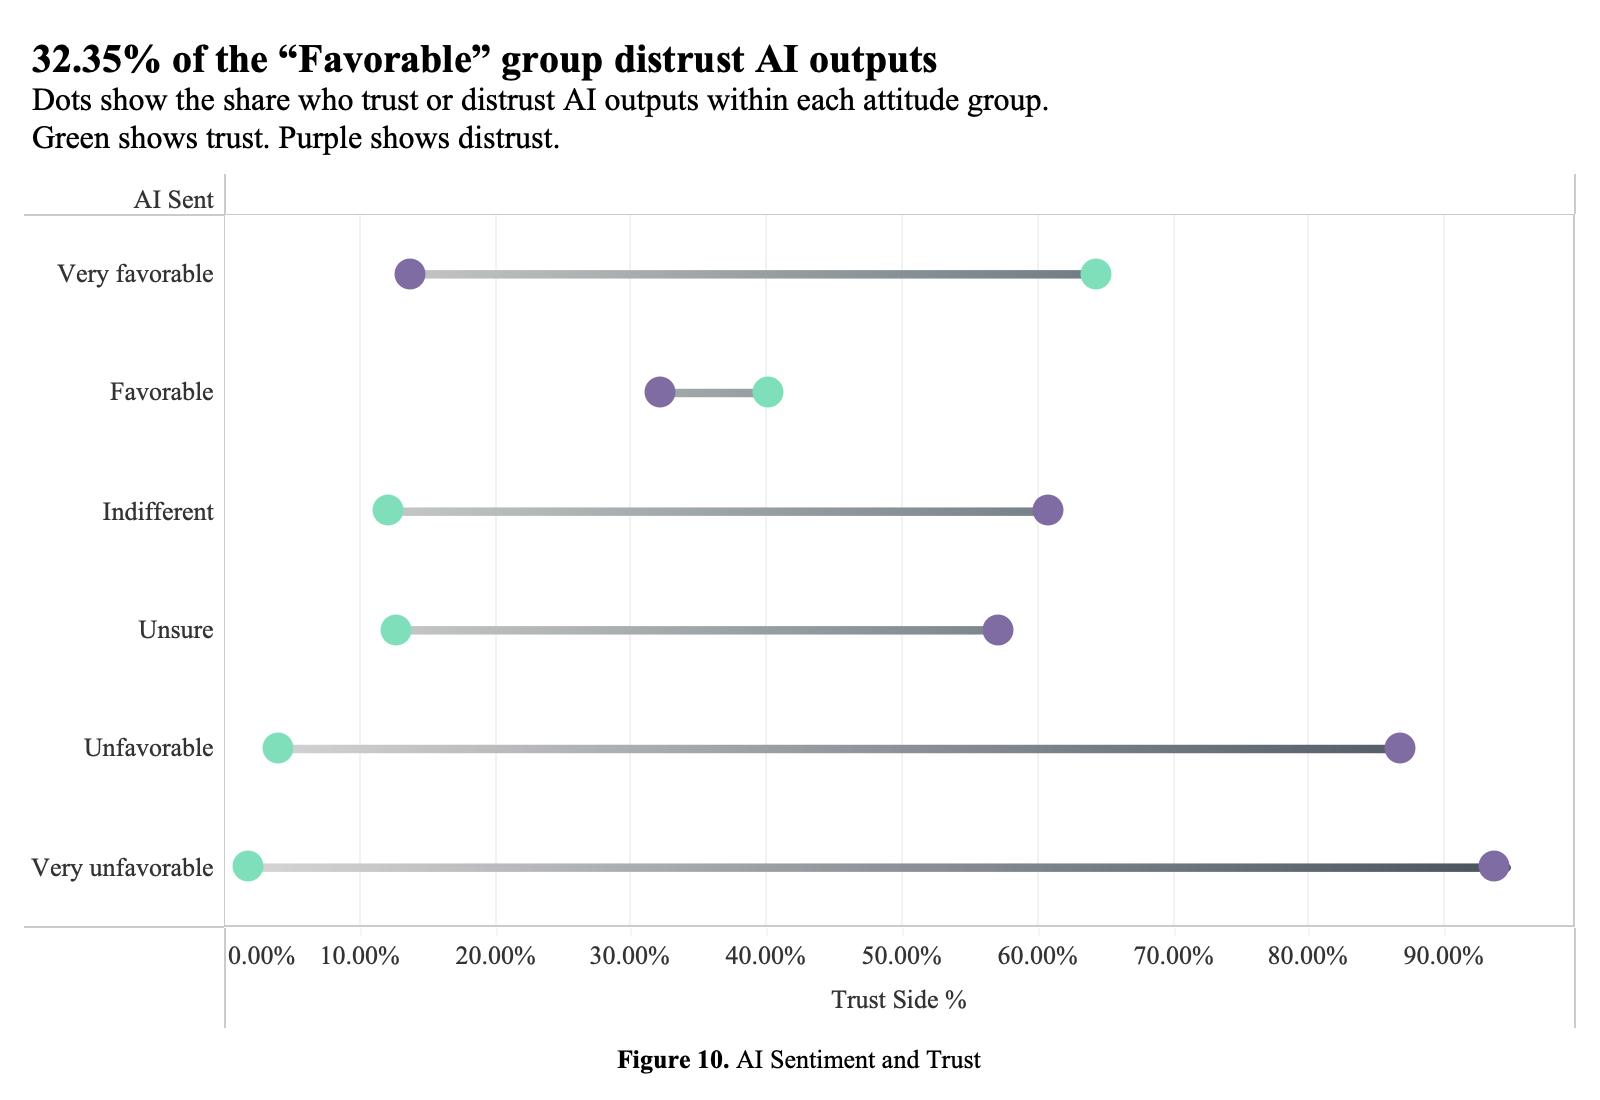 32.35% of the “Favorable” group distrust AI outputs
Dots show the share who trust or distrust AI outputs within each attitude group.
Green shows trust. Purple shows distrust.
AI Sent
Very favorable
Favorable
Indifferent
Unsure
Unfavorable
Very unfavorable
0.00% 10.00% 20.00% 30.00% 40.00% 50.00% 60.00% 70.00% 80.00% 90.00%
Trust Side %
Figure 10. AI Sentiment and Trust